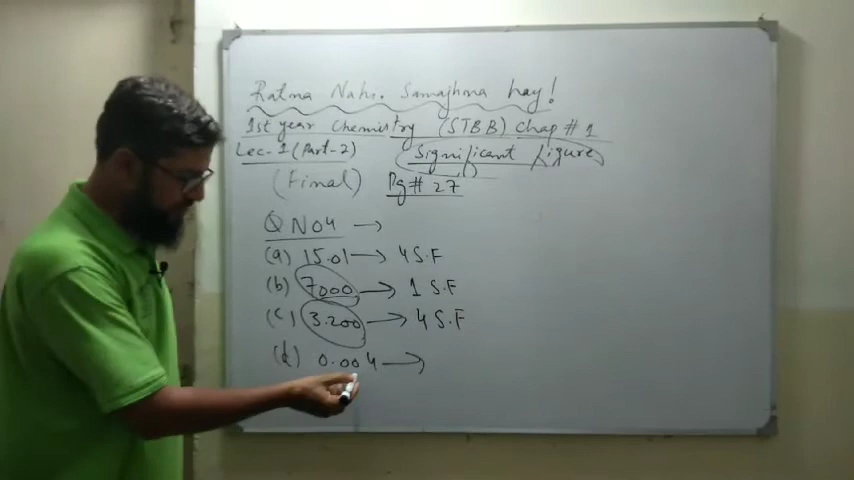 Ratna Nahi. Samajhna hay!
1st year Chemistry (STBB) Chap # 1
Lec-1 (Part-2) Significant figure
(Final) Pg# 27
Q No 4 →
(a) 15.01 → 4 S.F
(b) 7000 → 1 S.F
(c) 3.200 → 4 S.F
(d) 0.004 →